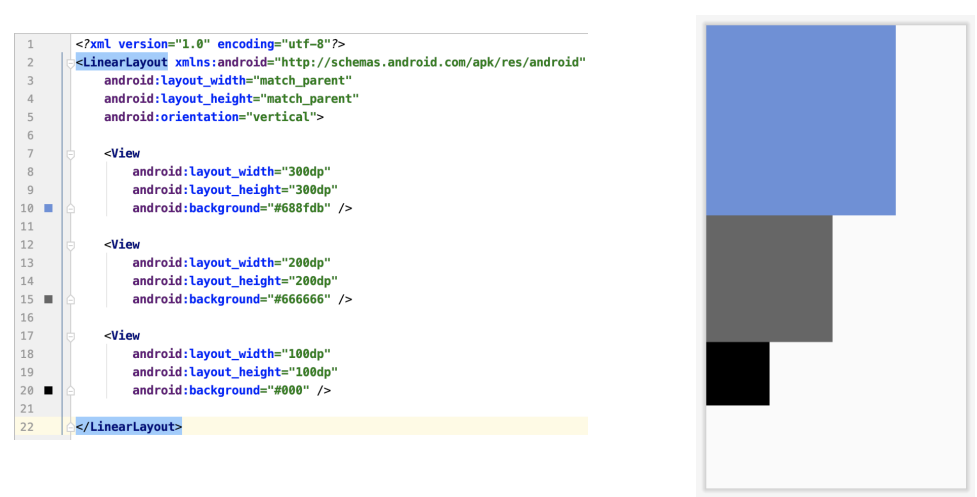 1 <?xml version="1.0" encoding="utf-8"?>
2 <LinearLayout xmlns:android="http://schemas.android.com/apk/res/android"
3 android:layout_width="match_parent"
4 android:layout_height="match_parent"
5 android:orientation="vertical">
6
7 <View
8 android:layout_width="300dp"
9 android:layout_height="300dp"
10 android:background="#688fdb" />
11
12 <View
13 android:layout_width="200dp"
14 android:layout_height="200dp"
15 android:background="#666666" />
16
17 <View
18 android:layout_width="100dp"
19 android:layout_height="100dp"
20 android:background="#000" />
21
22 </LinearLayout>